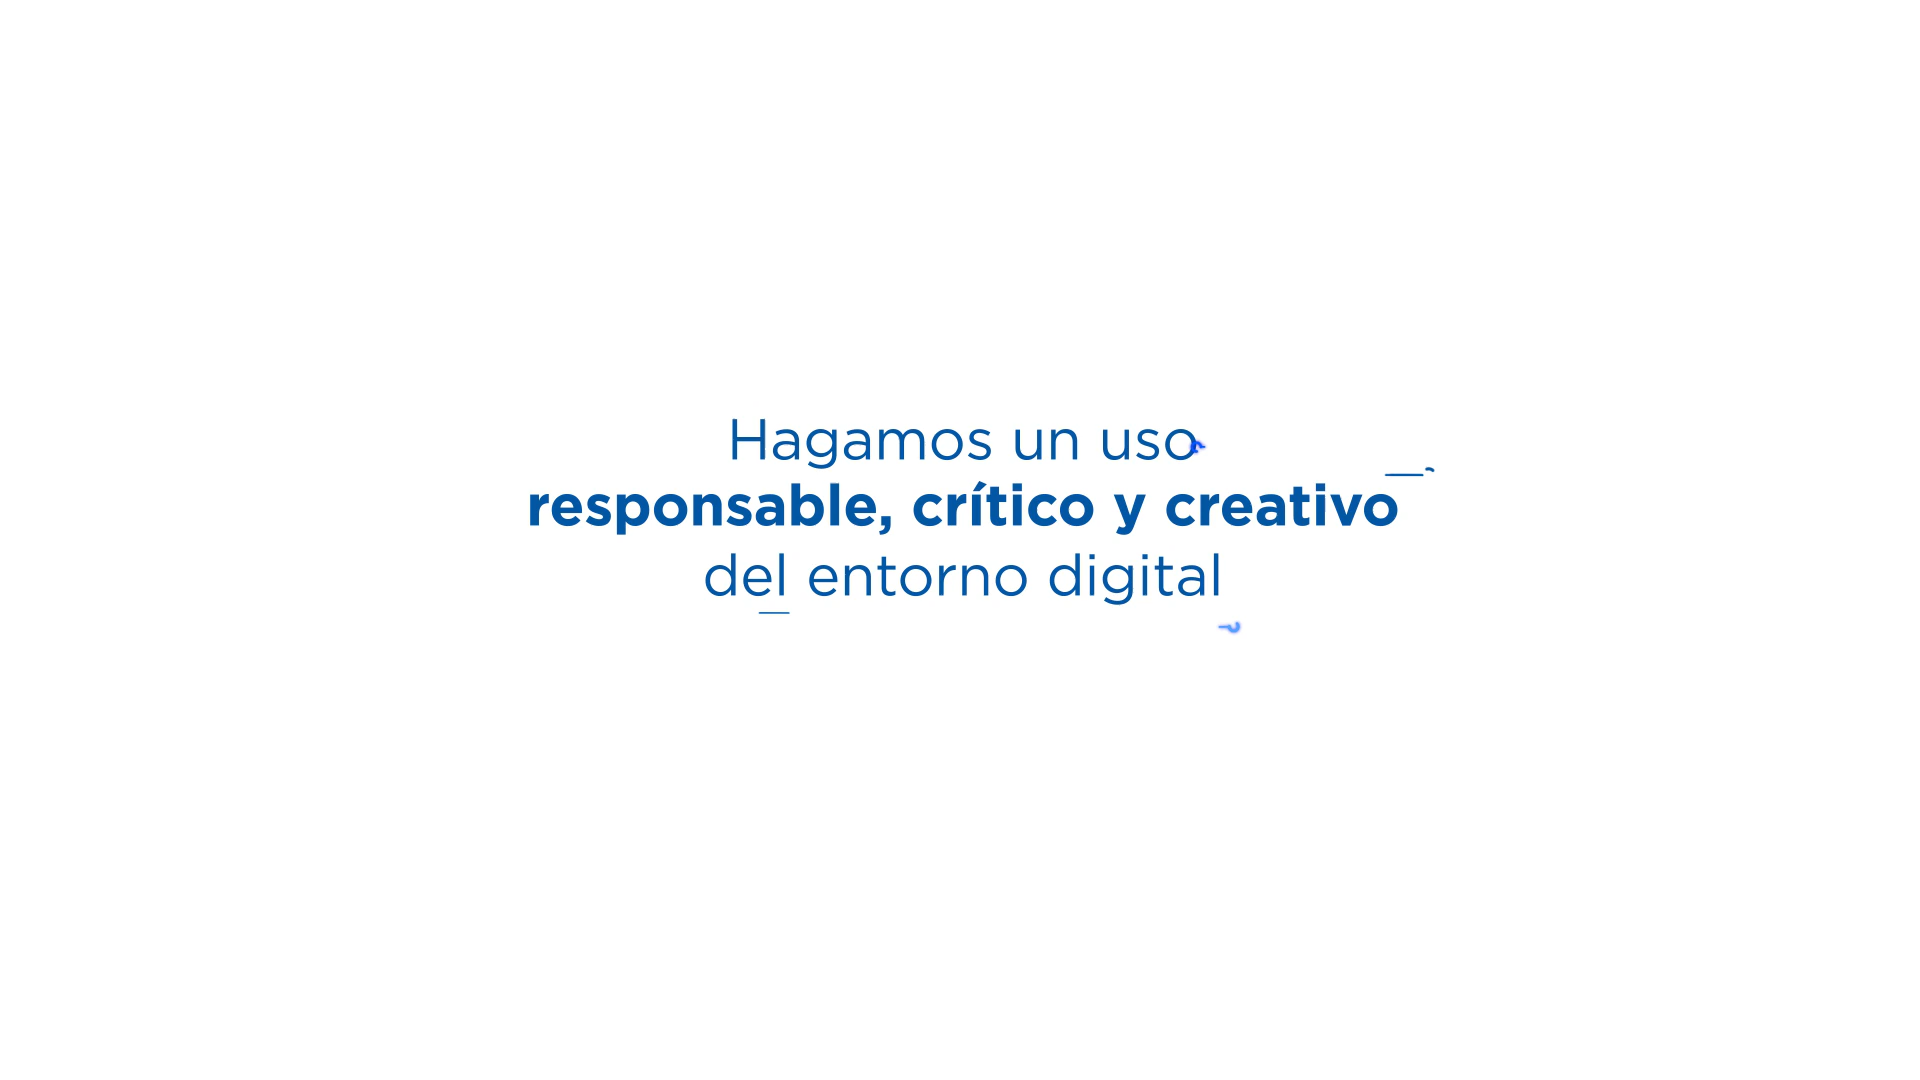 Hagamos un uso
responsable, crítico y creativo
del entorno digital